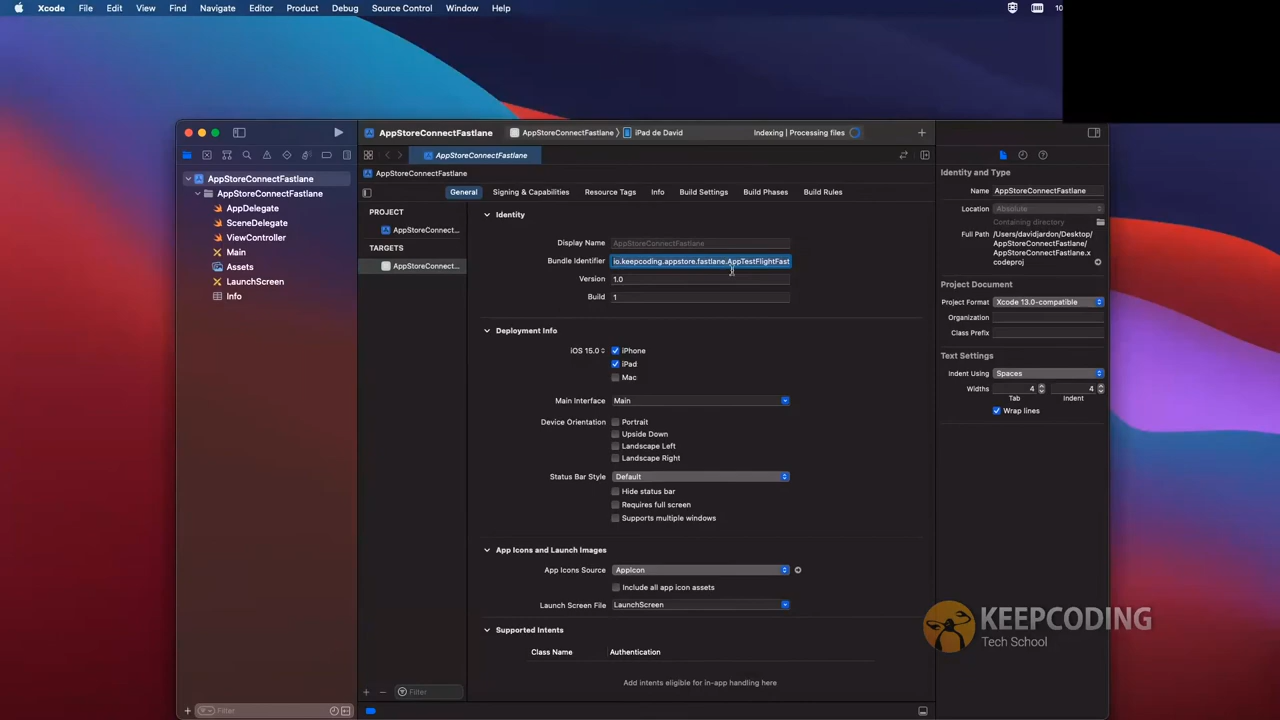 Xcode File Edit View Find Navigate Editor Product Debug Source Control Window Help 10
AppStoreConnectFastlane AppStoreConnectFastlane iPad de David Indexing | Processing files
AppStoreConnectFastlane
AppStoreConnectFastlane
AppStoreConnectFastlane
AppStoreConnectFastlane
AppDelegate
SceneDelegate
ViewController
Main
Assets
LaunchScreen
Info
Filter
General Signing & Capabilities Resource Tags Info Build Settings Build Phases Build Rules
PROJECT
AppStoreConnect...
TARGETS
AppStoreConnect...
Filter
Identity
Display Name AppStoreConnectFastlane
Bundle Identifier io.keepcoding.appstore.fastlane.AppTestFlightFast
Version 1.0
Build 1
Deployment Info
iOS 15.0 iPhone
iPad
Mac
Main Interface Main
Device Orientation Portrait
Upside Down
Landscape Left
Landscape Right
Status Bar Style Default
Hide status bar
Requires full screen
Supports multiple windows
App Icons and Launch Images
App Icons Source AppIcon
Include all app icon assets
Launch Screen File LaunchScreen
Supported Intents
Class Name Authentication
Add intents eligible for in-app handling here
Identity and Type
Name AppStoreConnectFastlane
Location Absolute
Containing directory
Full Path /Users/davidjardon/Desktop/
AppStoreConnectFastlane/
AppStoreConnectFastlane.x
codeproj
Project Document
Project Format Xcode 13.0-compatible
Organization
Class Prefix
Text Settings
Indent Using Spaces
Widths 4 4
Tab Indent
Wrap lines
KEEPCODING
Tech School